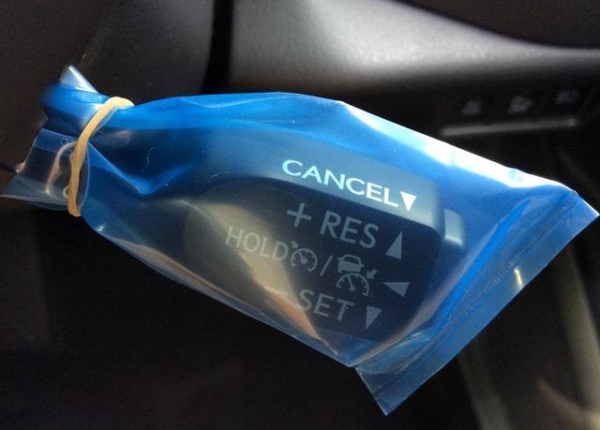 CANCEL▼
+ RES ▲
HOLD / ◀
SET ▼